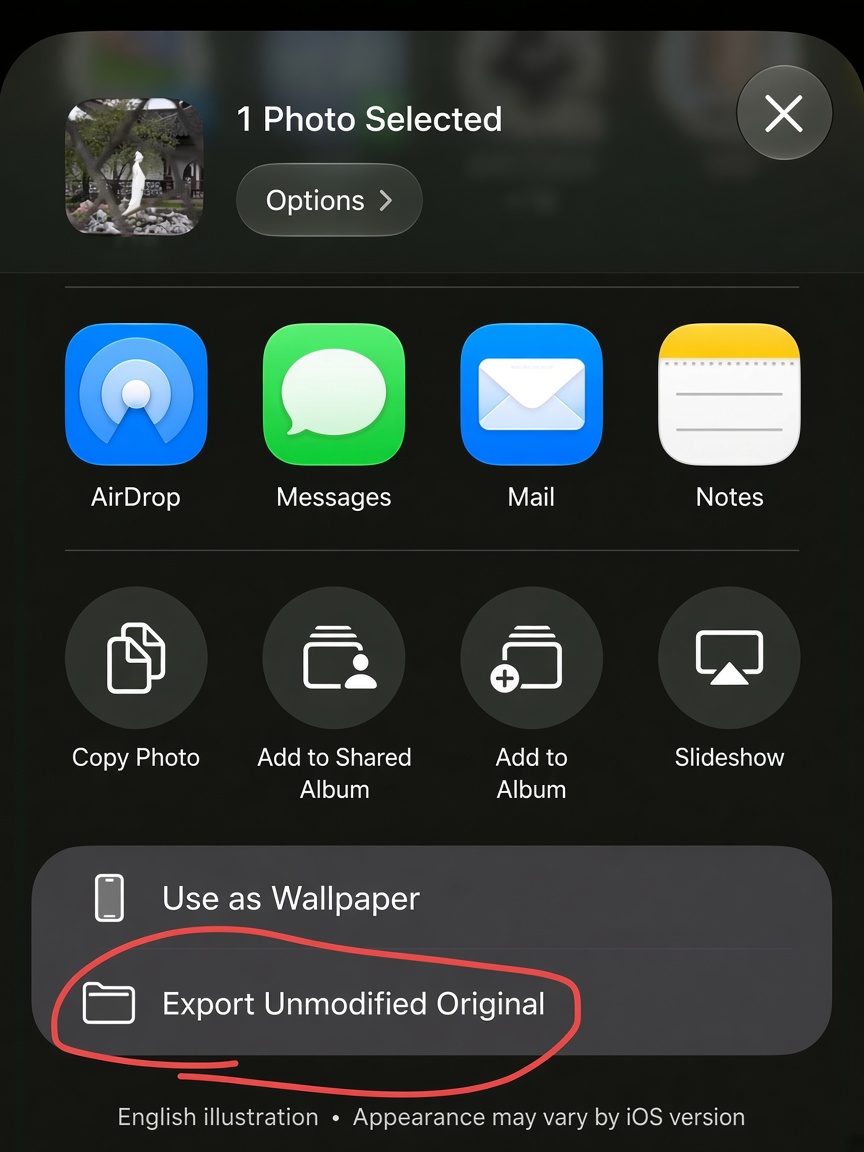 1 Photo Selected
Options
AirDrop
Messages
Mail
Notes
Copy Photo
Add to Shared
Album
Add to
Album
Slideshow
Use as Wallpaper
Export Unmodified Original
English illustration • Appearance may vary by iOS version